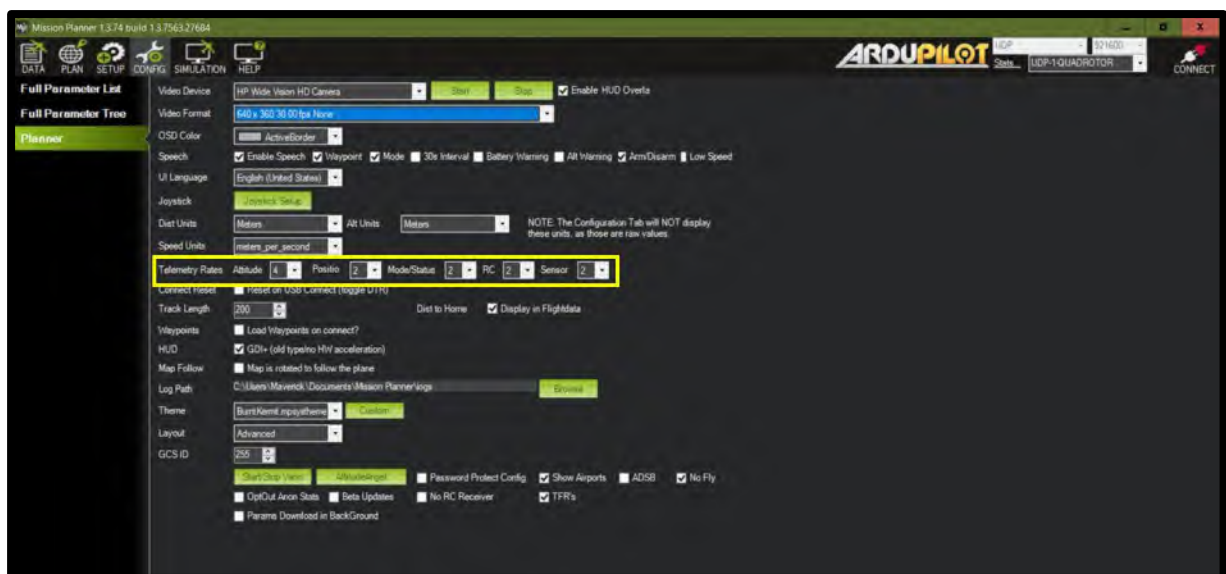 Mission Planner 1.3.74 build 1.3.7563.27684
DATA PLAN SETUP CONFIG SIMULATION HELP
ARDUPILOT UDP 921600
Stats... UDP-1-QUADROTOR CONNECT
Full Parameter List
Full Parameter Tree
Planner
Video Device HP Wide Vision HD Camera Start Stop Enable HUD Overla
Video Format 640 x 360 30.00 fps None
OSD Color ActiveBorder
Speech Enable Speech Waypoint Mode 30s Interval Battery Warning Alt Warning Arm/Disarm Low Speed
UI Language English (United States)
Joystick Joystick Setup
Dist Units Meters Alt Units Meters NOTE: The Configuration Tab will NOT display
these units, as those are raw values.
Speed Units meters_per_second
Telemetry Rates Attitude 4 Positio 2 Mode/Status 2 RC 2 Sensor 2
Connect Reset Reset on USB Connect (toggle DTR)
Track Length 200 Dist to Home Display in Flightdata
Waypoints Load Waypoints on connect?
HUD GDI+ (old type/no HW acceleration)
Map Follow Map is rotated to follow the plane
Log Path C:\Users\Maverick\Documents\Mission Planner\logs Browse
Theme BurntKermit.mpsystheme Custom
Layout Advanced
GCS ID 255
Start/Stop Vario AltitudeAngel Password Protect Config Show Airports ADSB No Fly
OptOut Anon Stats Beta Updates No RC Receiver TFR's
Params Download in BackGround